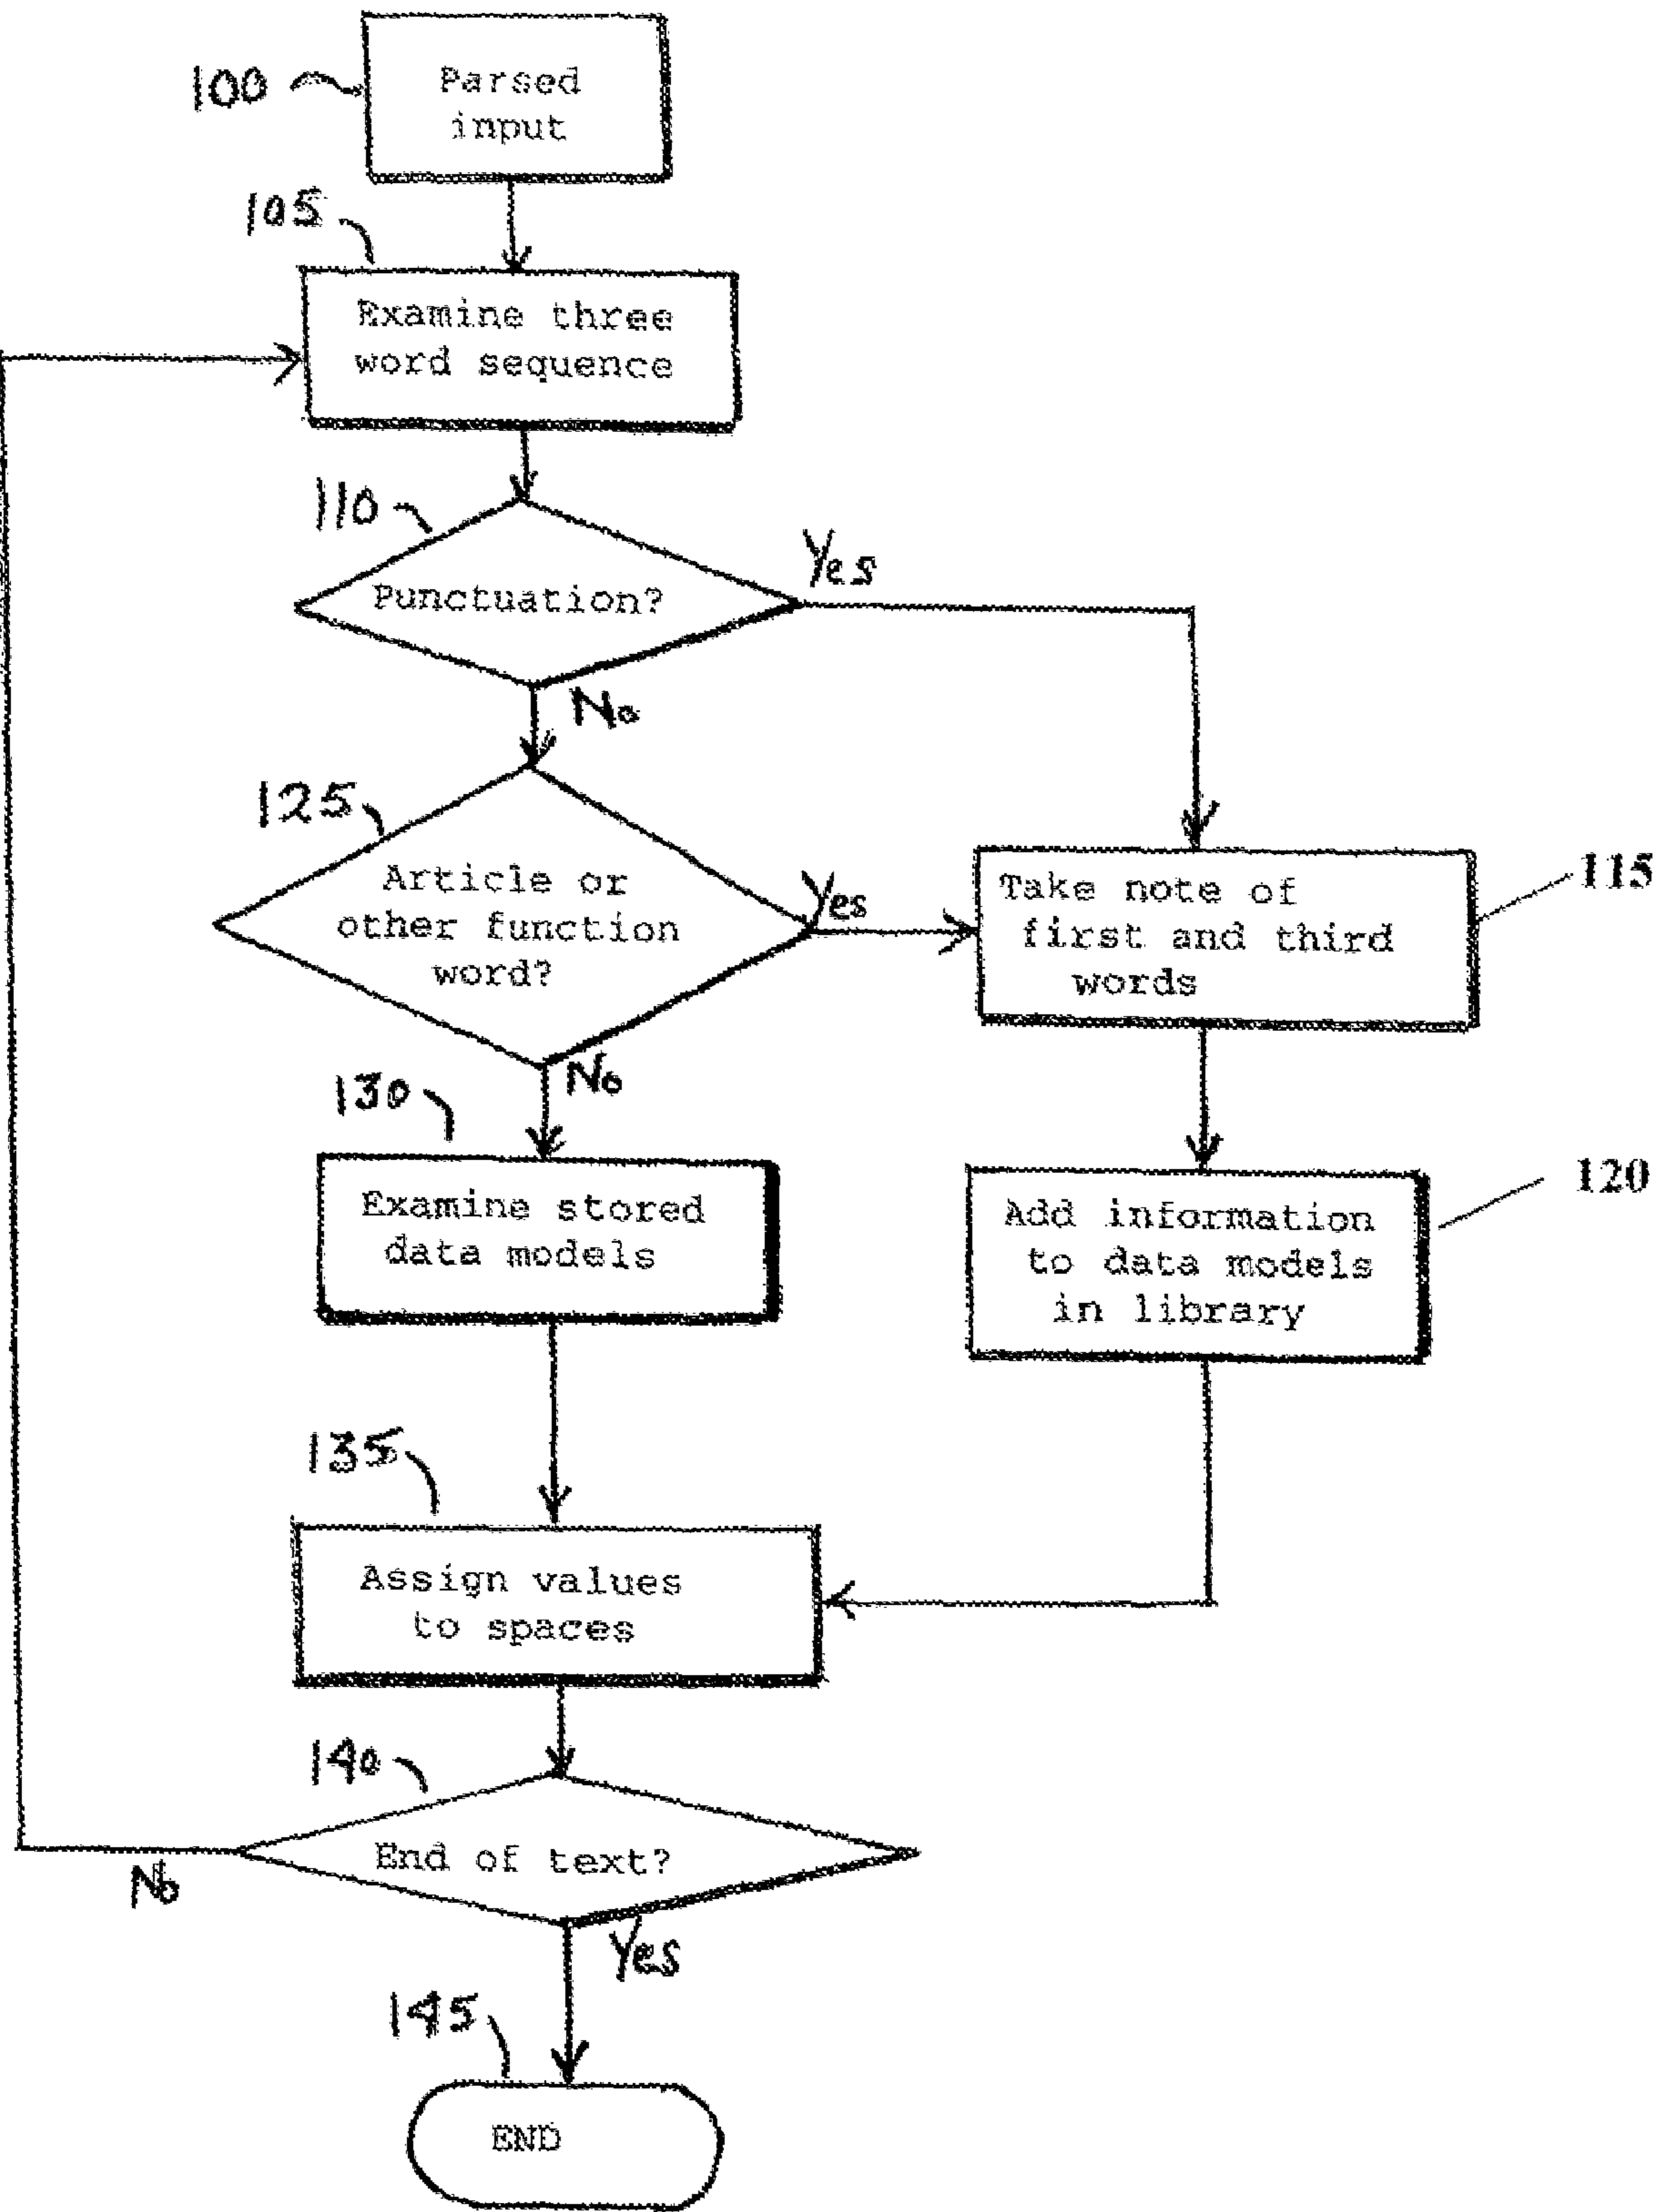 100
Parsed
input
105
Examine three
word sequence
110
Punctuation?
Yes
No
125
Article or
other function
word?
Yes
No
115
Take note of
first and third
words
130
Examine stored
data models
120
Add information
to data models
in library
135
Assign values
to spaces
140
End of text?
No
Yes
145
END